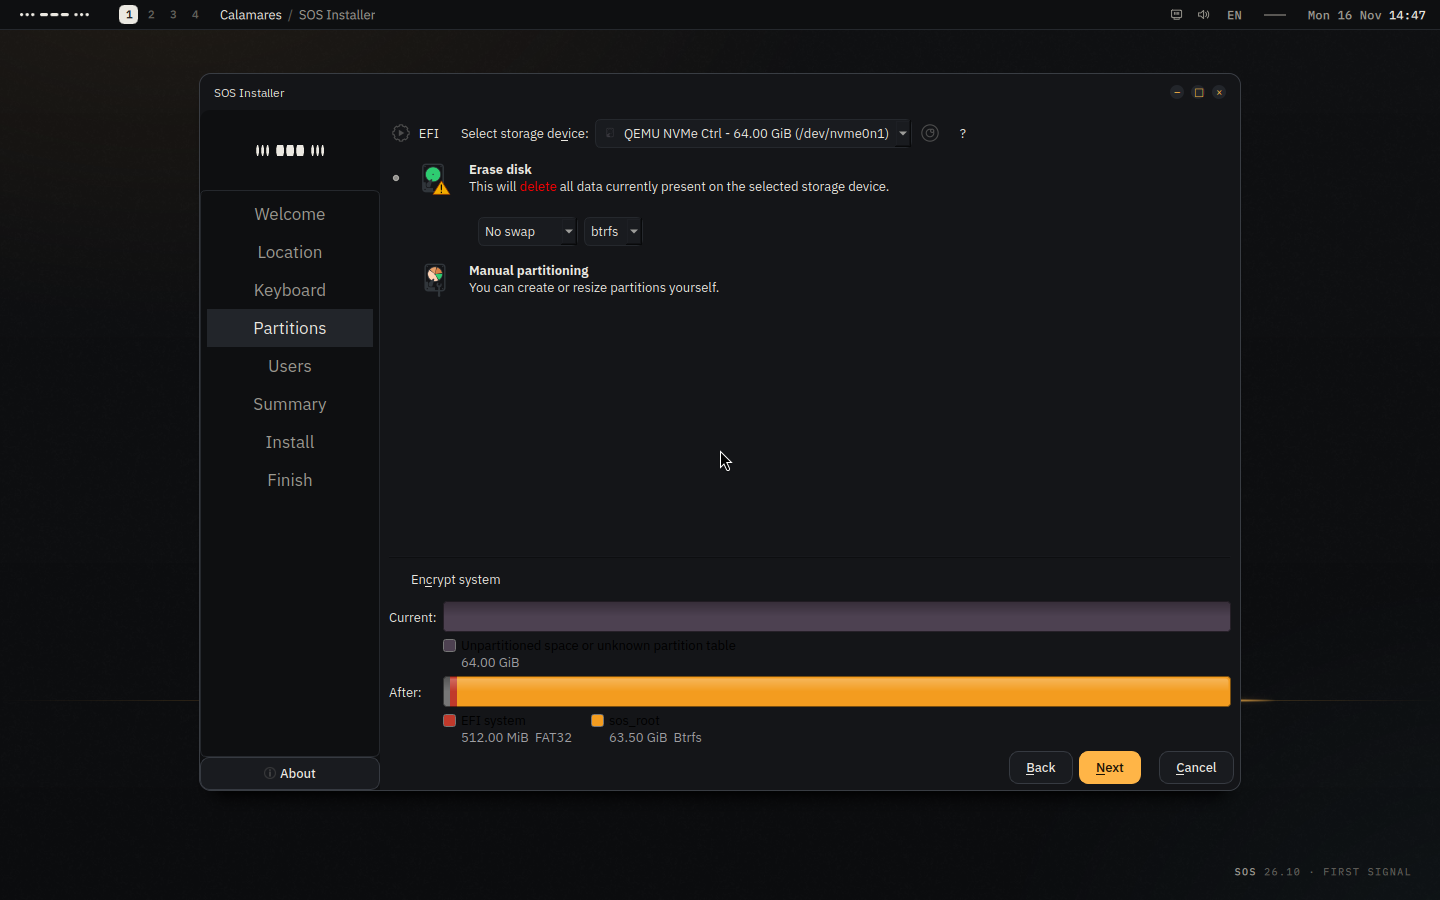 1 2 3 4 Calamares / SOS Installer EN Mon 16 Nov 14:47
SOS Installer
EFI Select storage device: QEMU NVMe Ctrl - 64.00 GiB (/dev/nvme0n1) ?
Erase disk
This will delete all data currently present on the selected storage device.
No swap btrfs
Manual partitioning
You can create or resize partitions yourself.
Welcome
Location
Keyboard
Partitions
Users
Summary
Install
Finish
Encrypt system
Current:
Unpartitioned space or unknown partition table
64.00 GiB
After:
EFI system sos_root
512.00 MiB FAT32 63.50 GiB Btrfs
About
Back Next Cancel
SOS 26.10 · FIRST SIGNAL